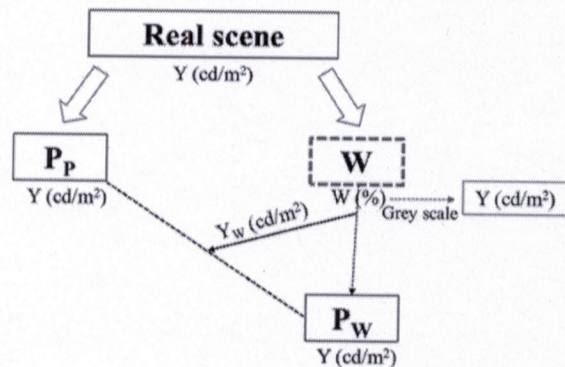 Real scene
Y (cd/m²)
P_P
Y (cd/m²)
W
W (%)
Grey scale
Y (cd/m²)
Y_W (cd/m²)
P_W
Y (cd/m²)